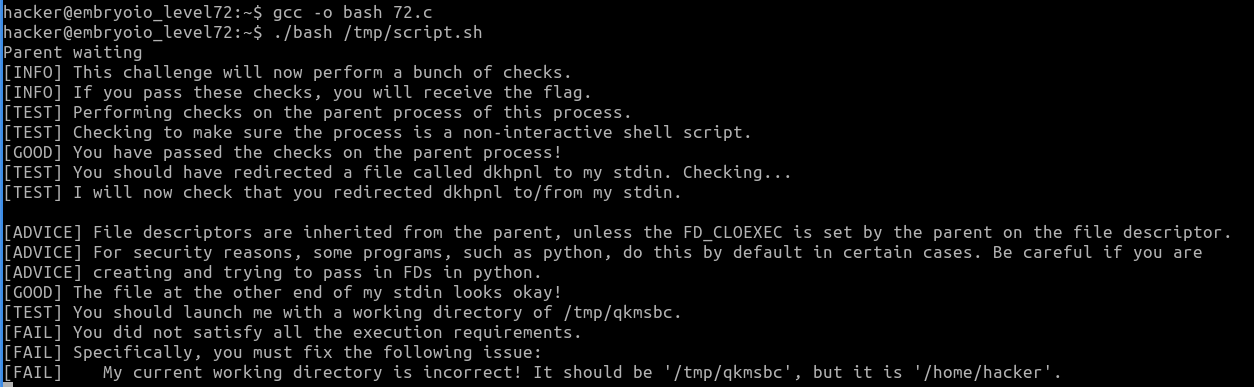 hacker@embryoio_level72:~$ gcc -o bash 72.c
hacker@embryoio_level72:~$ ./bash /tmp/script.sh
Parent waiting
[INFO] This challenge will now perform a bunch of checks.
[INFO] If you pass these checks, you will receive the flag.
[TEST] Performing checks on the parent process of this process.
[TEST] Checking to make sure the process is a non-interactive shell script.
[GOOD] You have passed the checks on the parent process!
[TEST] You should have redirected a file called dkhpnl to my stdin. Checking...
[TEST] I will now check that you redirected dkhpnl to/from my stdin.

[ADVICE] File descriptors are inherited from the parent, unless the FD_CLOEXEC is set by the parent on the file descriptor.
[ADVICE] For security reasons, some programs, such as python, do this by default in certain cases. Be careful if you are
[ADVICE] creating and trying to pass in FDs in python.
[GOOD] The file at the other end of my stdin looks okay!
[TEST] You should launch me with a working directory of /tmp/qkmsbc.
[FAIL] You did not satisfy all the execution requirements.
[FAIL] Specifically, you must fix the following issue:
[FAIL]    My current working directory is incorrect! It should be '/tmp/qkmsbc', but it is '/home/hacker'.